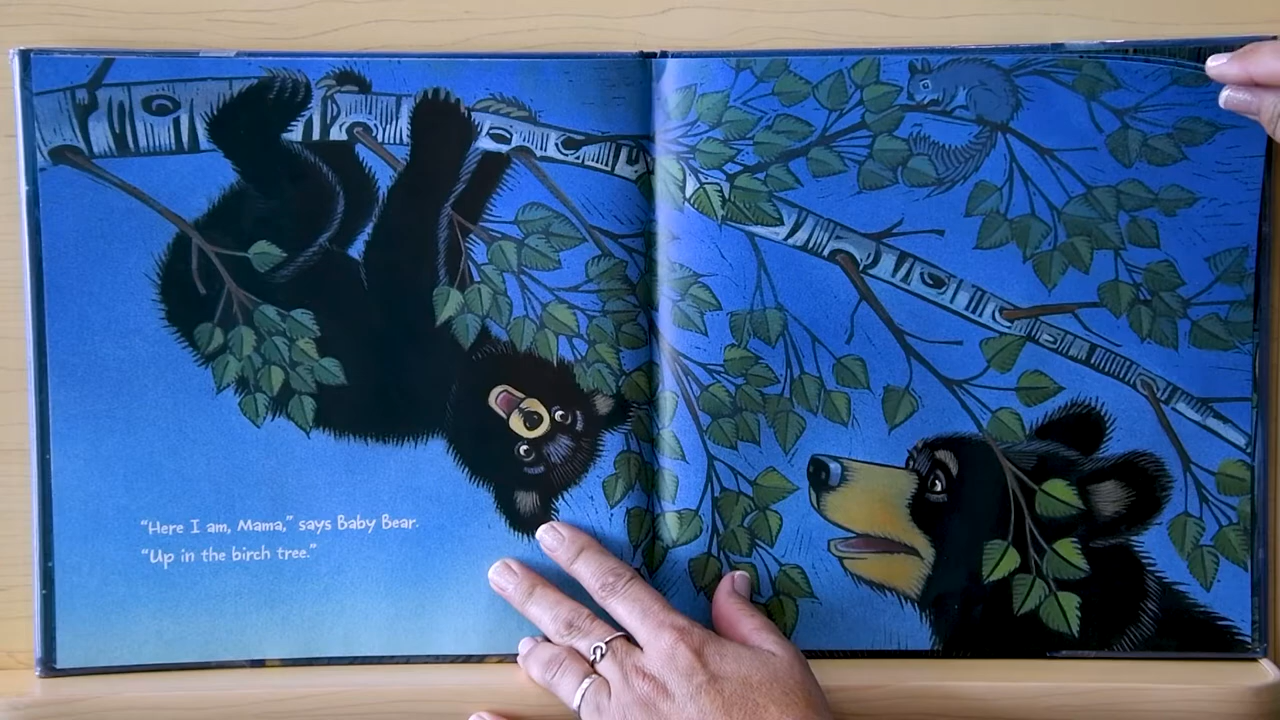 “Here I am, Mama,” says Baby Bear.
“Up in the birch tree.”